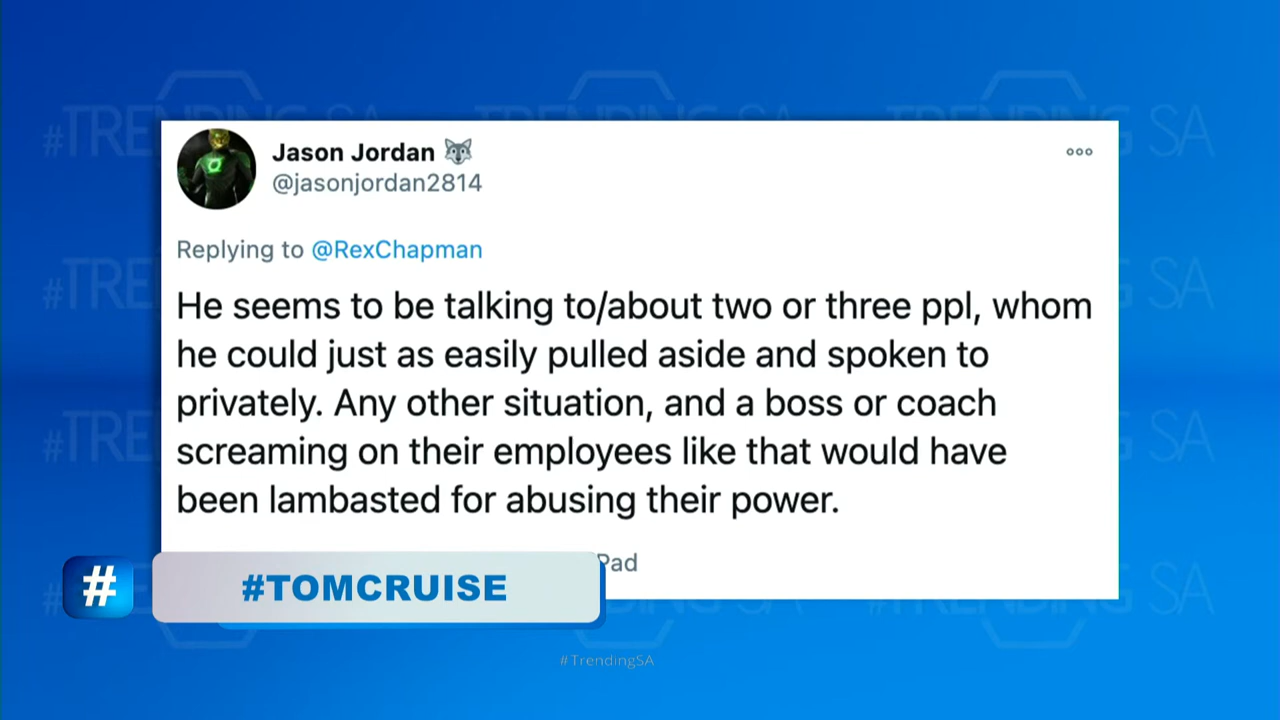 #TRENDING SA
Jason Jordan
@jasonjordan2814
Replying to @RexChapman
He seems to be talking to/about two or three ppl, whom
he could just as easily pulled aside and spoken to
privately. Any other situation, and a boss or coach
screaming on their employees like that would have
been lambasted for abusing their power.
Pad
# #TOMCRUISE
#TrendingSA